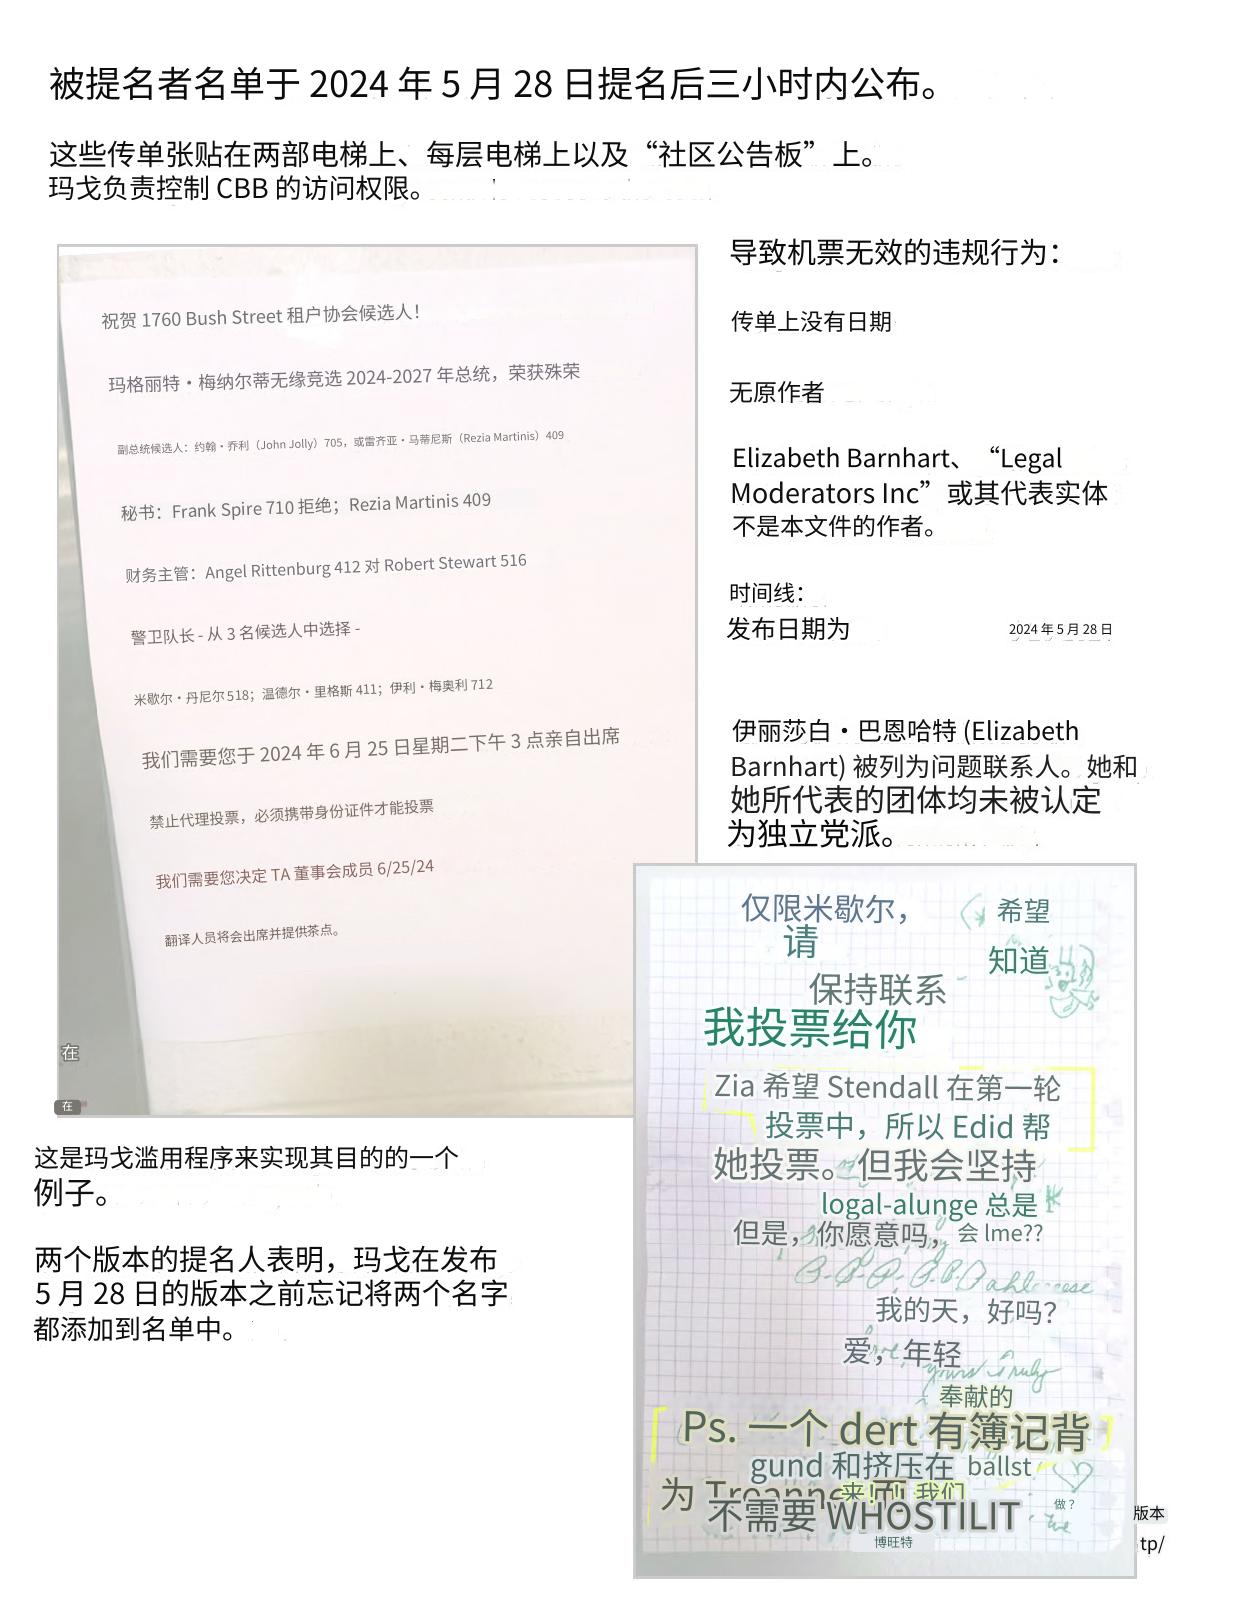 被提名者名单于 2024 年 5 月 28 日提名后三小时内公布。
这些传单张贴在两部电梯上、每层电梯上以及“社区公告板”上。
玛戈负责控制 CBB 的访问权限。
祝贺 1760 Bush Street 租户协会候选人！
玛格丽特・梅纳尔蒂无缘竞选 2024-2027 年总统，荣获殊荣
副总统候选人：约翰・乔利（John Jolly）705，或雷齐亚・马蒂尼斯（Rezia Martinis）409
秘书：Frank Spire 710 拒绝；Rezia Martinis 409
财务主管：Angel Rittenburg 412 对 Robert Stewart 516
警卫队长 - 从 3 名候选人中选择 -
米歇尔・丹尼尔 518；温德尔・里格斯 411；伊利・梅奥利 712
我们需要您于 2024 年 6 月 25 日星期二下午 3 点亲自出席
禁止代理投票，必须携带身份证件才能投票
我们需要您决定 TA 董事会成员 6/25/24
翻译人员将会出席并提供茶点。
在
在
导致机票无效的违规行为：
传单上没有日期
无原作者
Elizabeth Barnhart、“Legal
Moderators Inc”或其代表实体
不是本文件的作者。
时间线：
发布日期为 2024 年 5 月 28 日
伊丽莎白・巴恩哈特 (Elizabeth
Barnhart) 被列为问题联系人。她和
她所代表的团体均未被认定
为独立党派。
这是玛戈滥用程序来实现其目的的一个
例子。
两个版本的提名人表明，玛戈在发布
5 月 28 日的版本之前忘记将两个名字
都添加到名单中。
仅限米歇尔，
希望
请
知道
保持联系
我投票给你
Zia 希望 Stendall 在第一轮
投票中，所以 Edid 帮
她投票。但我会坚持
logal-alunge 总是
但是，你愿意吗， 会 lme??
我的天，好吗？
爱，年轻
奉献的
Ps. 一个 dert 有簿记背
gund 和挤压在 ballst
为
来！！ 我们
不需要 WHOSTILIT
做？
博旺特
版本
tp/